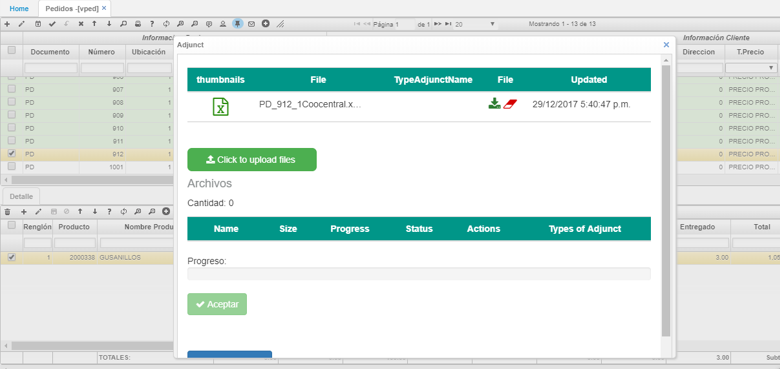 Home Pedidos -[vped] ×
Página 1 de 1 20 Mostrando 1 - 13 de 13
Información Cliente
Documento Número Ubicación Direccion T.Precio
PD 907 1 0 PRECIO PRO...
PD 908 1 0 PRECIO PRO...
PD 909 1 0 PRECIO PRO...
PD 910 1 0 PRECIO PRO...
PD 911 1 0 PRECIO PRO...
PD 912 1 0 PRECIO PRO...
PD 1001 1 0 PRECIO PRO...
Adjunct ×
thumbnails File TypeAdjunctName File Updated
PD_912_1Coocentral.x... 29/12/2017 5:40:47 p.m.
Click to upload files
Archivos
Cantidad: 0
Name Size Progress Status Actions Types of Adjunct
Progreso:
Aceptar
Detalle
Renglón Producto Nombre Produ Entregado Total
1 2000338 GUSANILLOS 3.00 1.05
TOTALES: 3.00 Subt